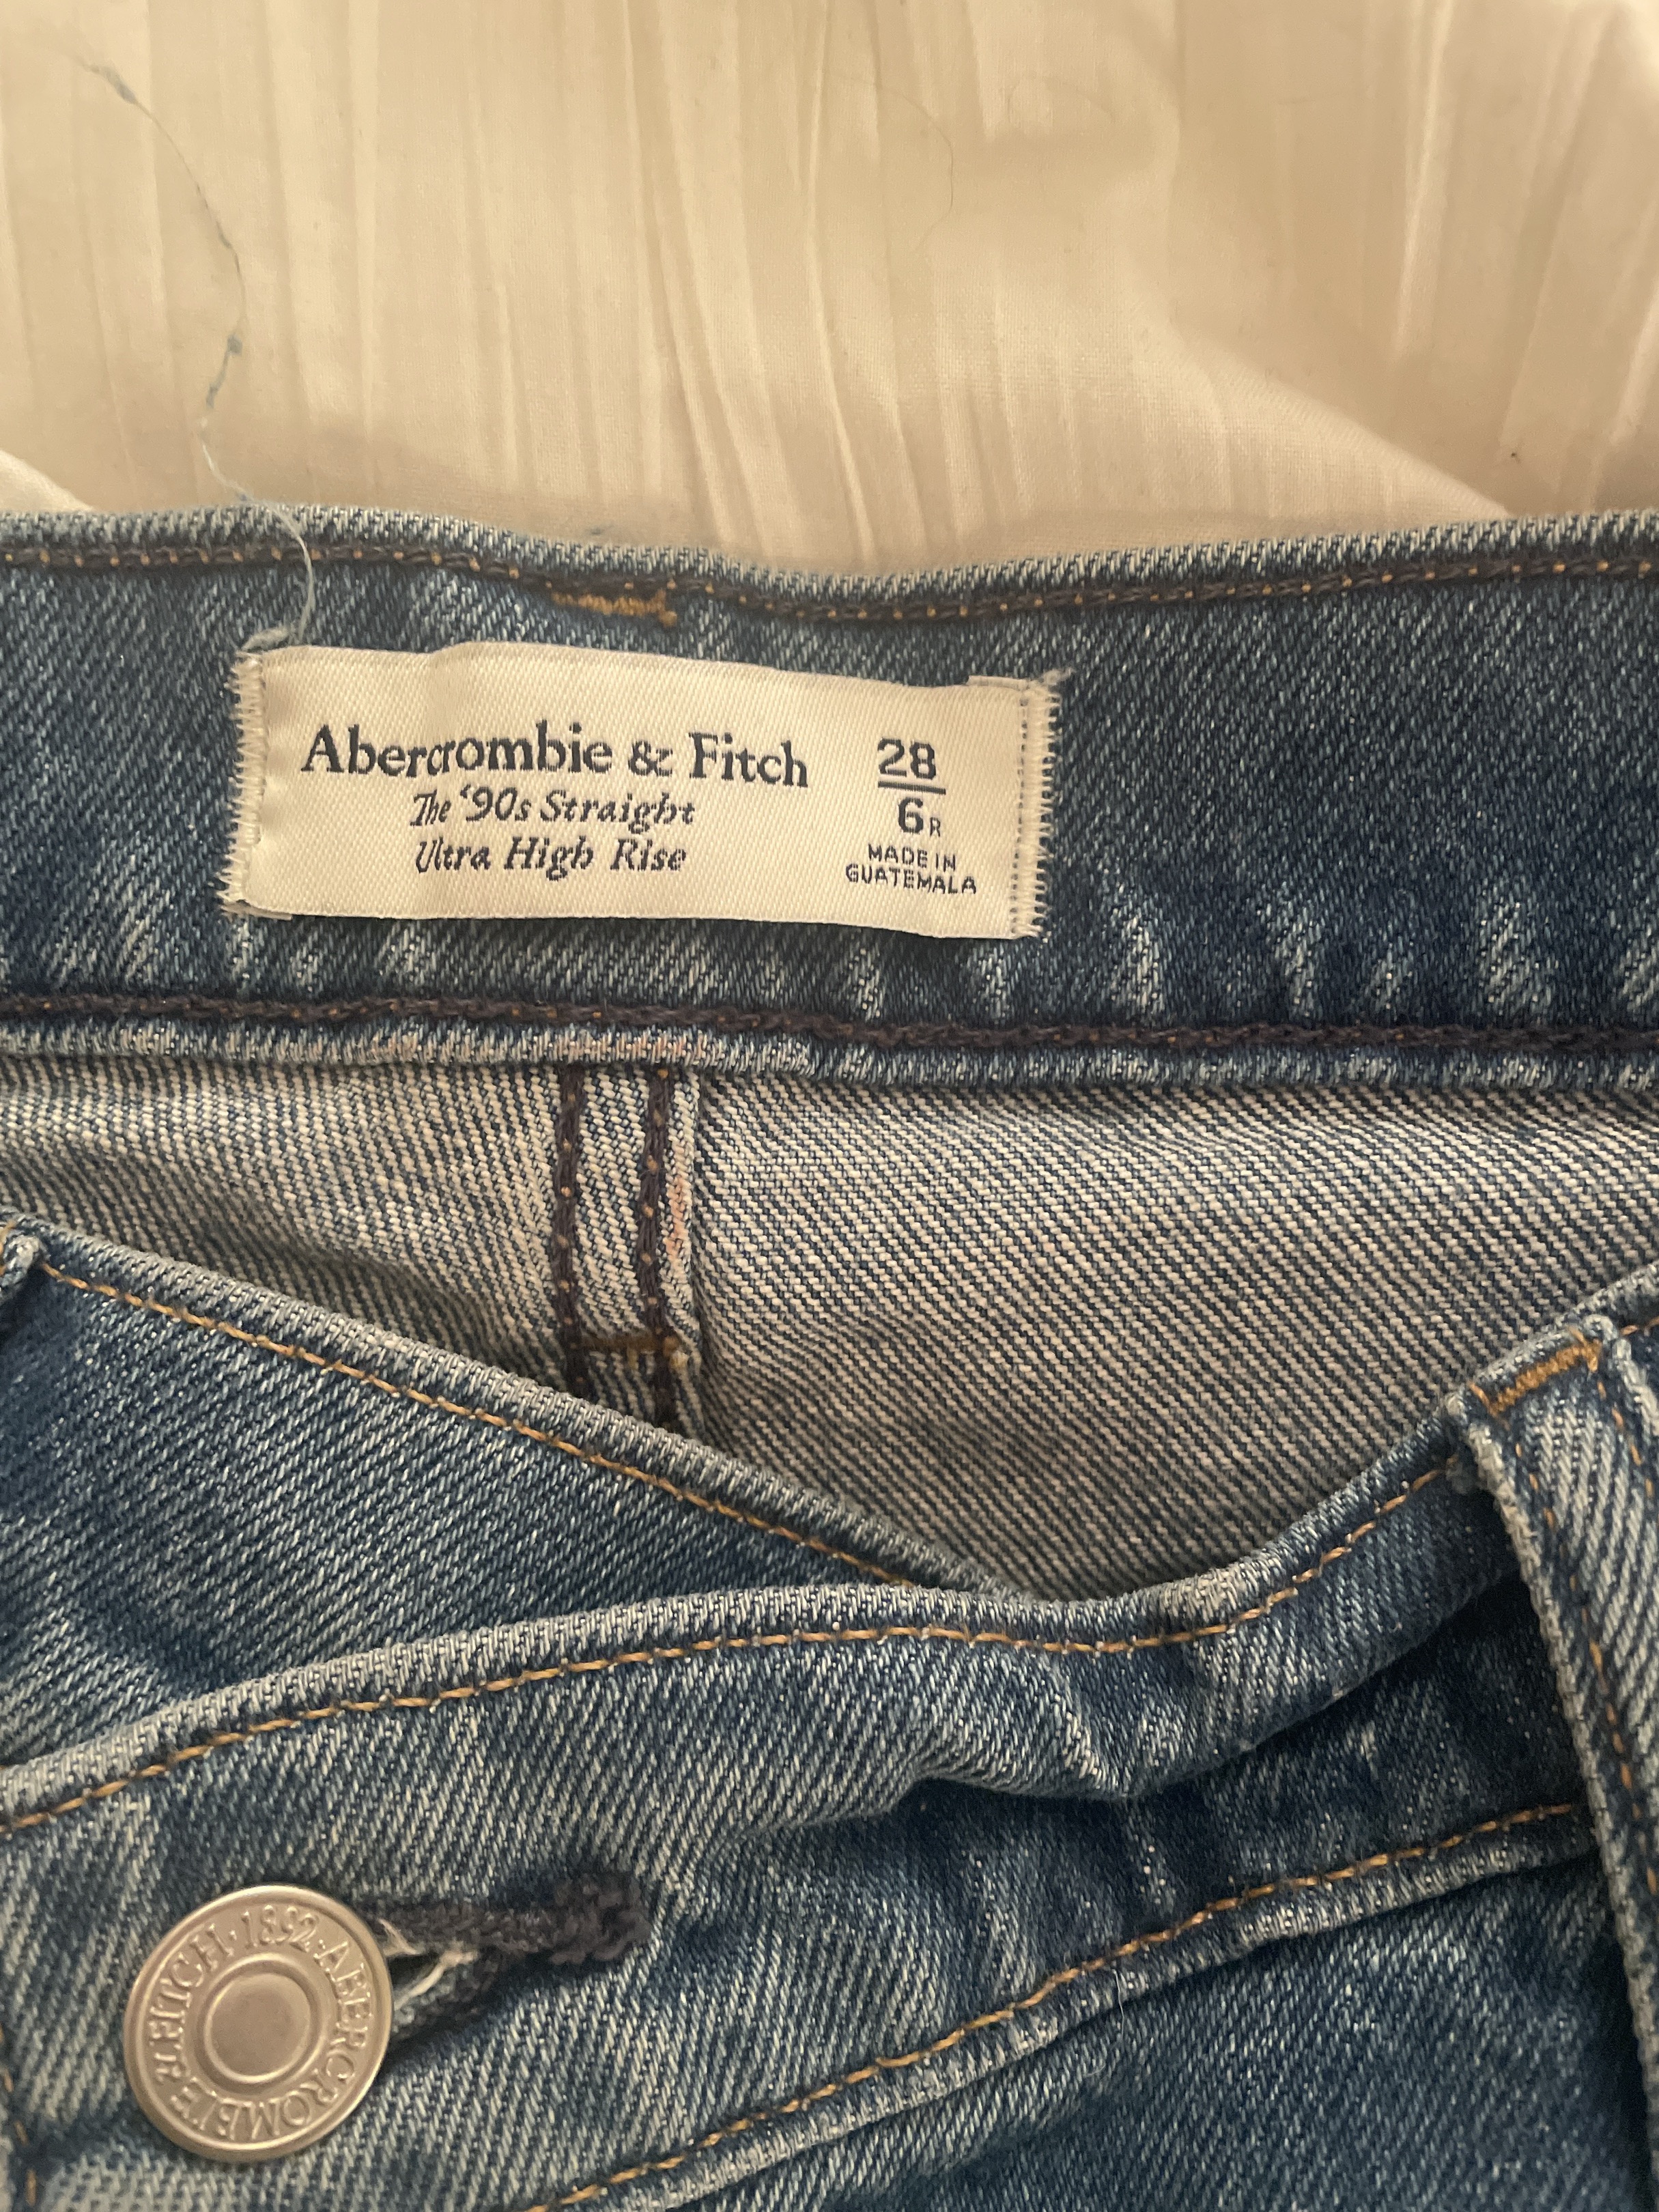 Abercrombie & Fitch
The '90s Straight
Ultra High Rise
28
6R
MADE IN
GUATEMALA
ABERCROMBIE & FITCH · 1892 ·